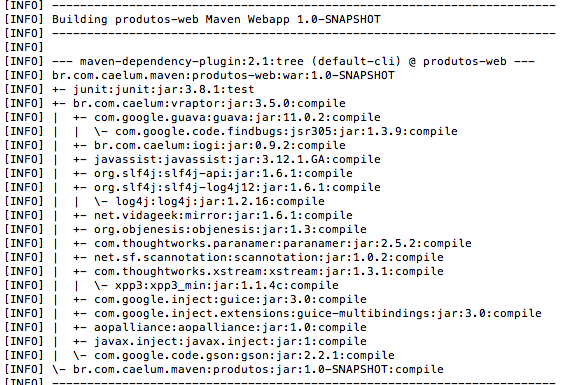 [INFO] ------------------------------------------------------------------------
[INFO] Building produtos-web Maven Webapp 1.0-SNAPSHOT
[INFO] ------------------------------------------------------------------------
[INFO]
[INFO] --- maven-dependency-plugin:2.1:tree (default-cli) @ produtos-web ---
[INFO] br.com.caelum.maven:produtos-web:war:1.0-SNAPSHOT
[INFO] +- junit:junit:jar:3.8.1:test
[INFO] +- br.com.caelum:vraptor:jar:3.5.0:compile
[INFO] |  +- com.google.guava:guava:jar:11.0.2:compile
[INFO] |  |  \- com.google.code.findbugs:jsr305:jar:1.3.9:compile
[INFO] |  +- br.com.caelum:iogi:jar:0.9.2:compile
[INFO] |  +- javassist:javassist:jar:3.12.1.GA:compile
[INFO] |  +- org.slf4j:slf4j-api:jar:1.6.1:compile
[INFO] |  +- org.slf4j:slf4j-log4j12:jar:1.6.1:compile
[INFO] |  |  \- log4j:log4j:jar:1.2.16:compile
[INFO] |  +- net.vidageek:mirror:jar:1.6.1:compile
[INFO] |  +- org.objenesis:objenesis:jar:1.3:compile
[INFO] |  +- com.thoughtworks.paranamer:paranamer:jar:2.5.2:compile
[INFO] |  +- net.sf.scannotation:scannotation:jar:1.0.2:compile
[INFO] |  +- com.thoughtworks.xstream:xstream:jar:1.3.1:compile
[INFO] |  |  \- xpp3:xpp3_min:jar:1.1.4c:compile
[INFO] |  +- com.google.inject:guice:jar:3.0:compile
[INFO] |  +- com.google.inject.extensions:guice-multibindings:jar:3.0:compile
[INFO] |  +- aopalliance:aopalliance:jar:1.0:compile
[INFO] |  +- javax.inject:javax.inject:jar:1:compile
[INFO] |  \- com.google.code.gson:gson:jar:2.2.1:compile
[INFO] \- br.com.caelum.maven:produtos:jar:1.0-SNAPSHOT:compile
[INFO] ------------------------------------------------------------------------